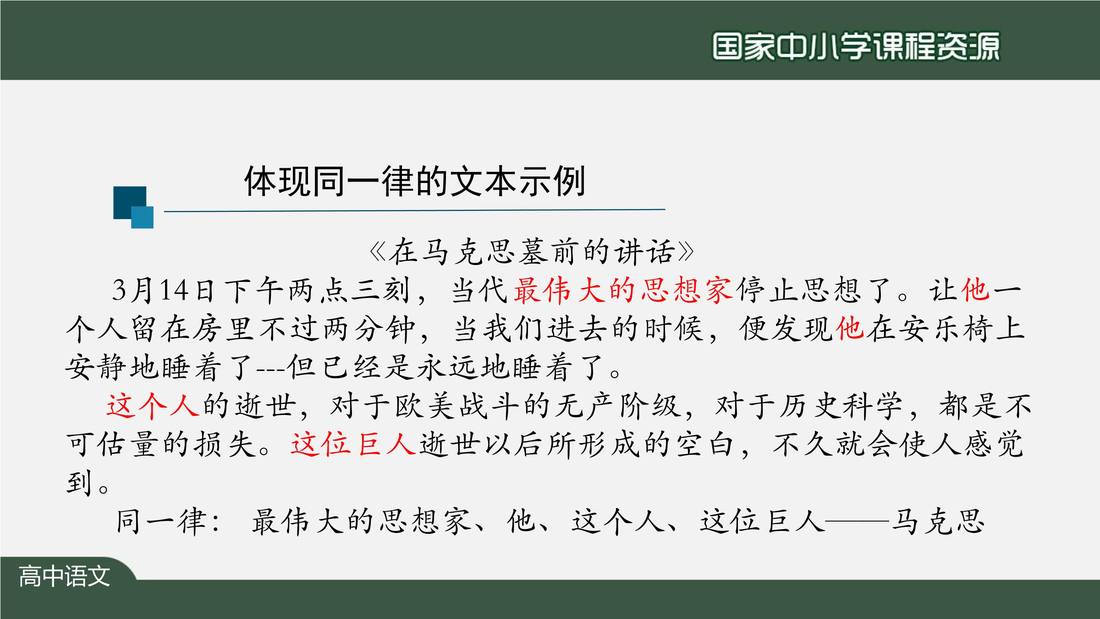 国家中小学课程资源
体现同一律的文本示例
《在马克思墓前的讲话》
3月14日下午两点三刻，当代最伟大的思想家停止思想了。让他一
个人留在房里不过两分钟，当我们进去的时候，便发现他在安乐椅上
安静地睡着了---但已经是永远地睡着了。
这个人的逝世，对于欧美战斗的无产阶级，对于历史科学，都是不
可估量的损失。这位巨人逝世以后所形成的空白，不久就会使人感觉
到。
同一律： 最伟大的思想家、他、这个人、这位巨人——马克思
高中语文